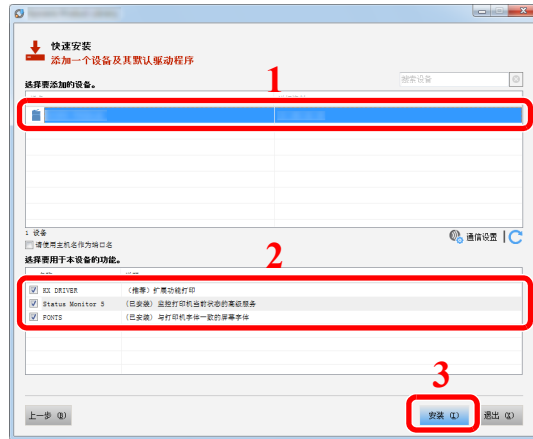 快速安装
添加一个设备及其默认驱动程序
1
选择要添加的设备。
搜索设备
1 设备
请使用主机名作为端口名
通信设置
2
选择要用于本设备的功能。
KX DRIVER （推荐）扩展功能打印
Status Monitor 5 （已安装）监控打印机当前状态的高级服务
FONTS （已安装）与打印机字体一致的屏幕字体
3
上一步 (B)
安装 (I)
退出 (X)